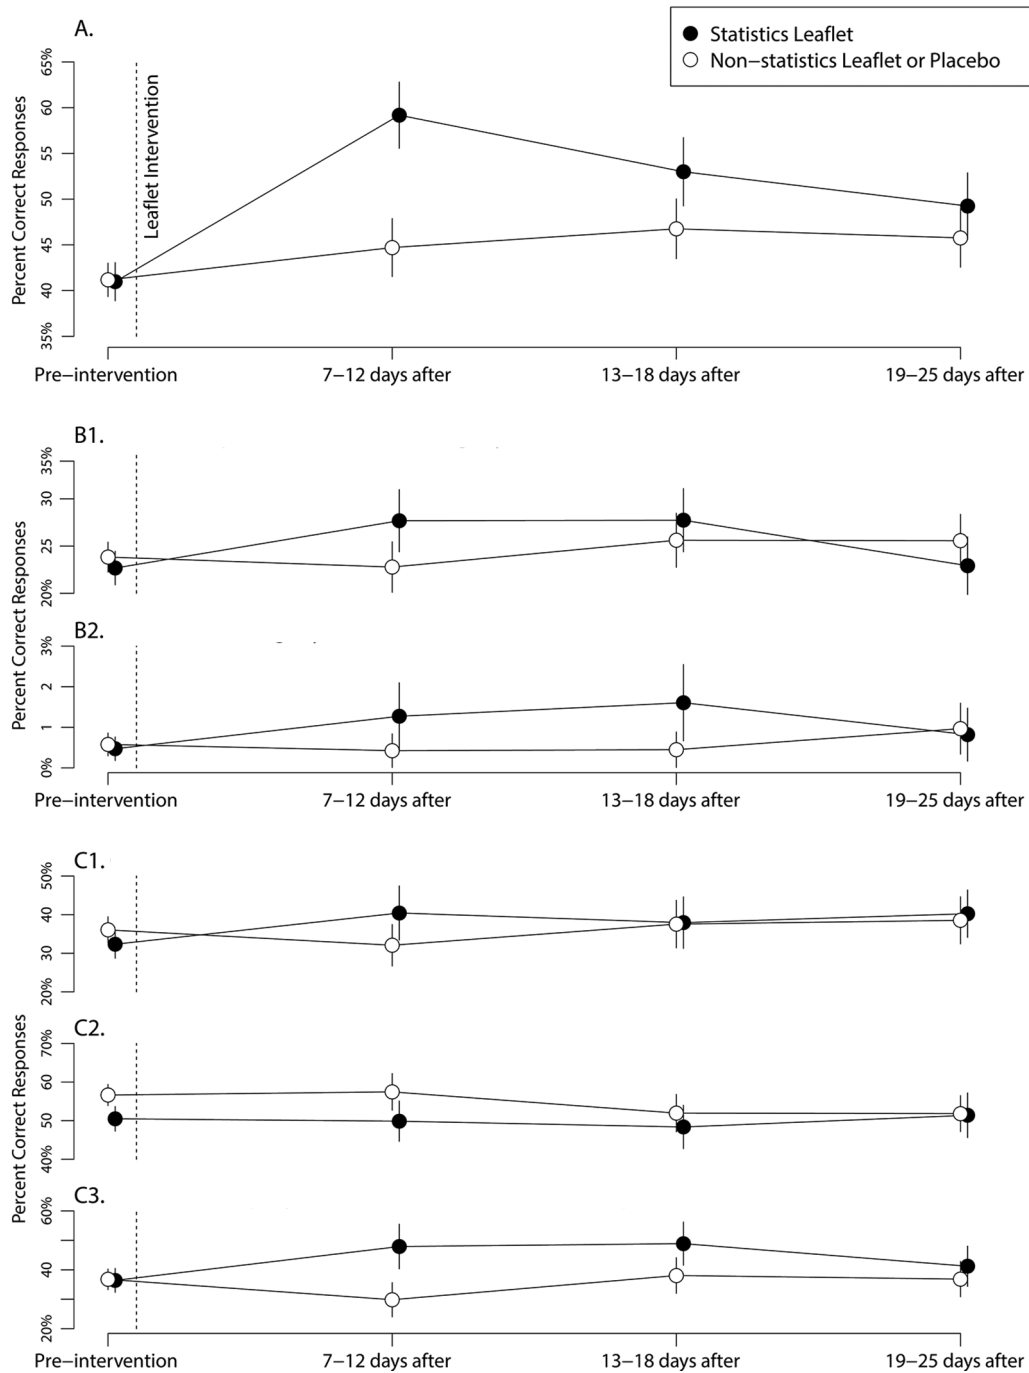 A.
Statistics Leaflet
Non−statistics Leaflet or Placebo
Percent Correct Responses
65%
60
55
50
45
40
35%
Leaflet Intervention
Pre−intervention
7−12 days after
13−18 days after
19−25 days after
B1.
Percent Correct Responses
35%
30
25
20%
B2.
3%
2
1
0%
Pre−intervention
7−12 days after
13−18 days after
19−25 days after
C1.
Percent Correct Responses
50%
40
30
20%
C2.
70%
60
50
40%
C3.
60%
40
20%
Pre−intervention
7−12 days after
13−18 days after
19−25 days after